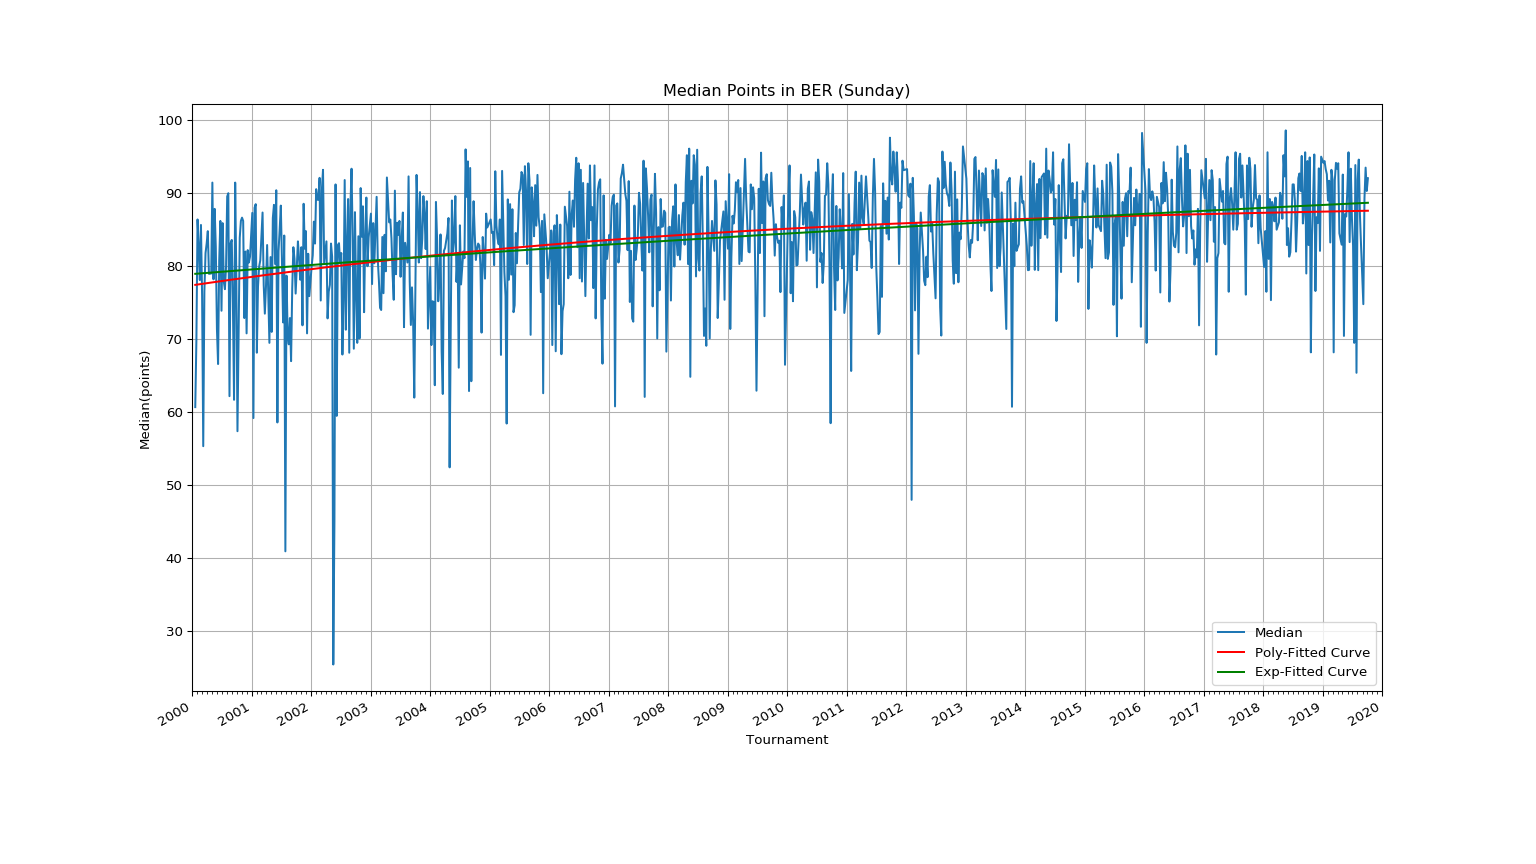 Median Points in BER (Sunday)
100
90
80
70
60
50
40
30
Median(points)
2000 2001 2002 2003 2004 2005 2006 2007 2008 2009 2010 2011 2012 2013 2014 2015 2016 2017 2018 2019 2020
Tournament
Median
Poly-Fitted Curve
Exp-Fitted Curve